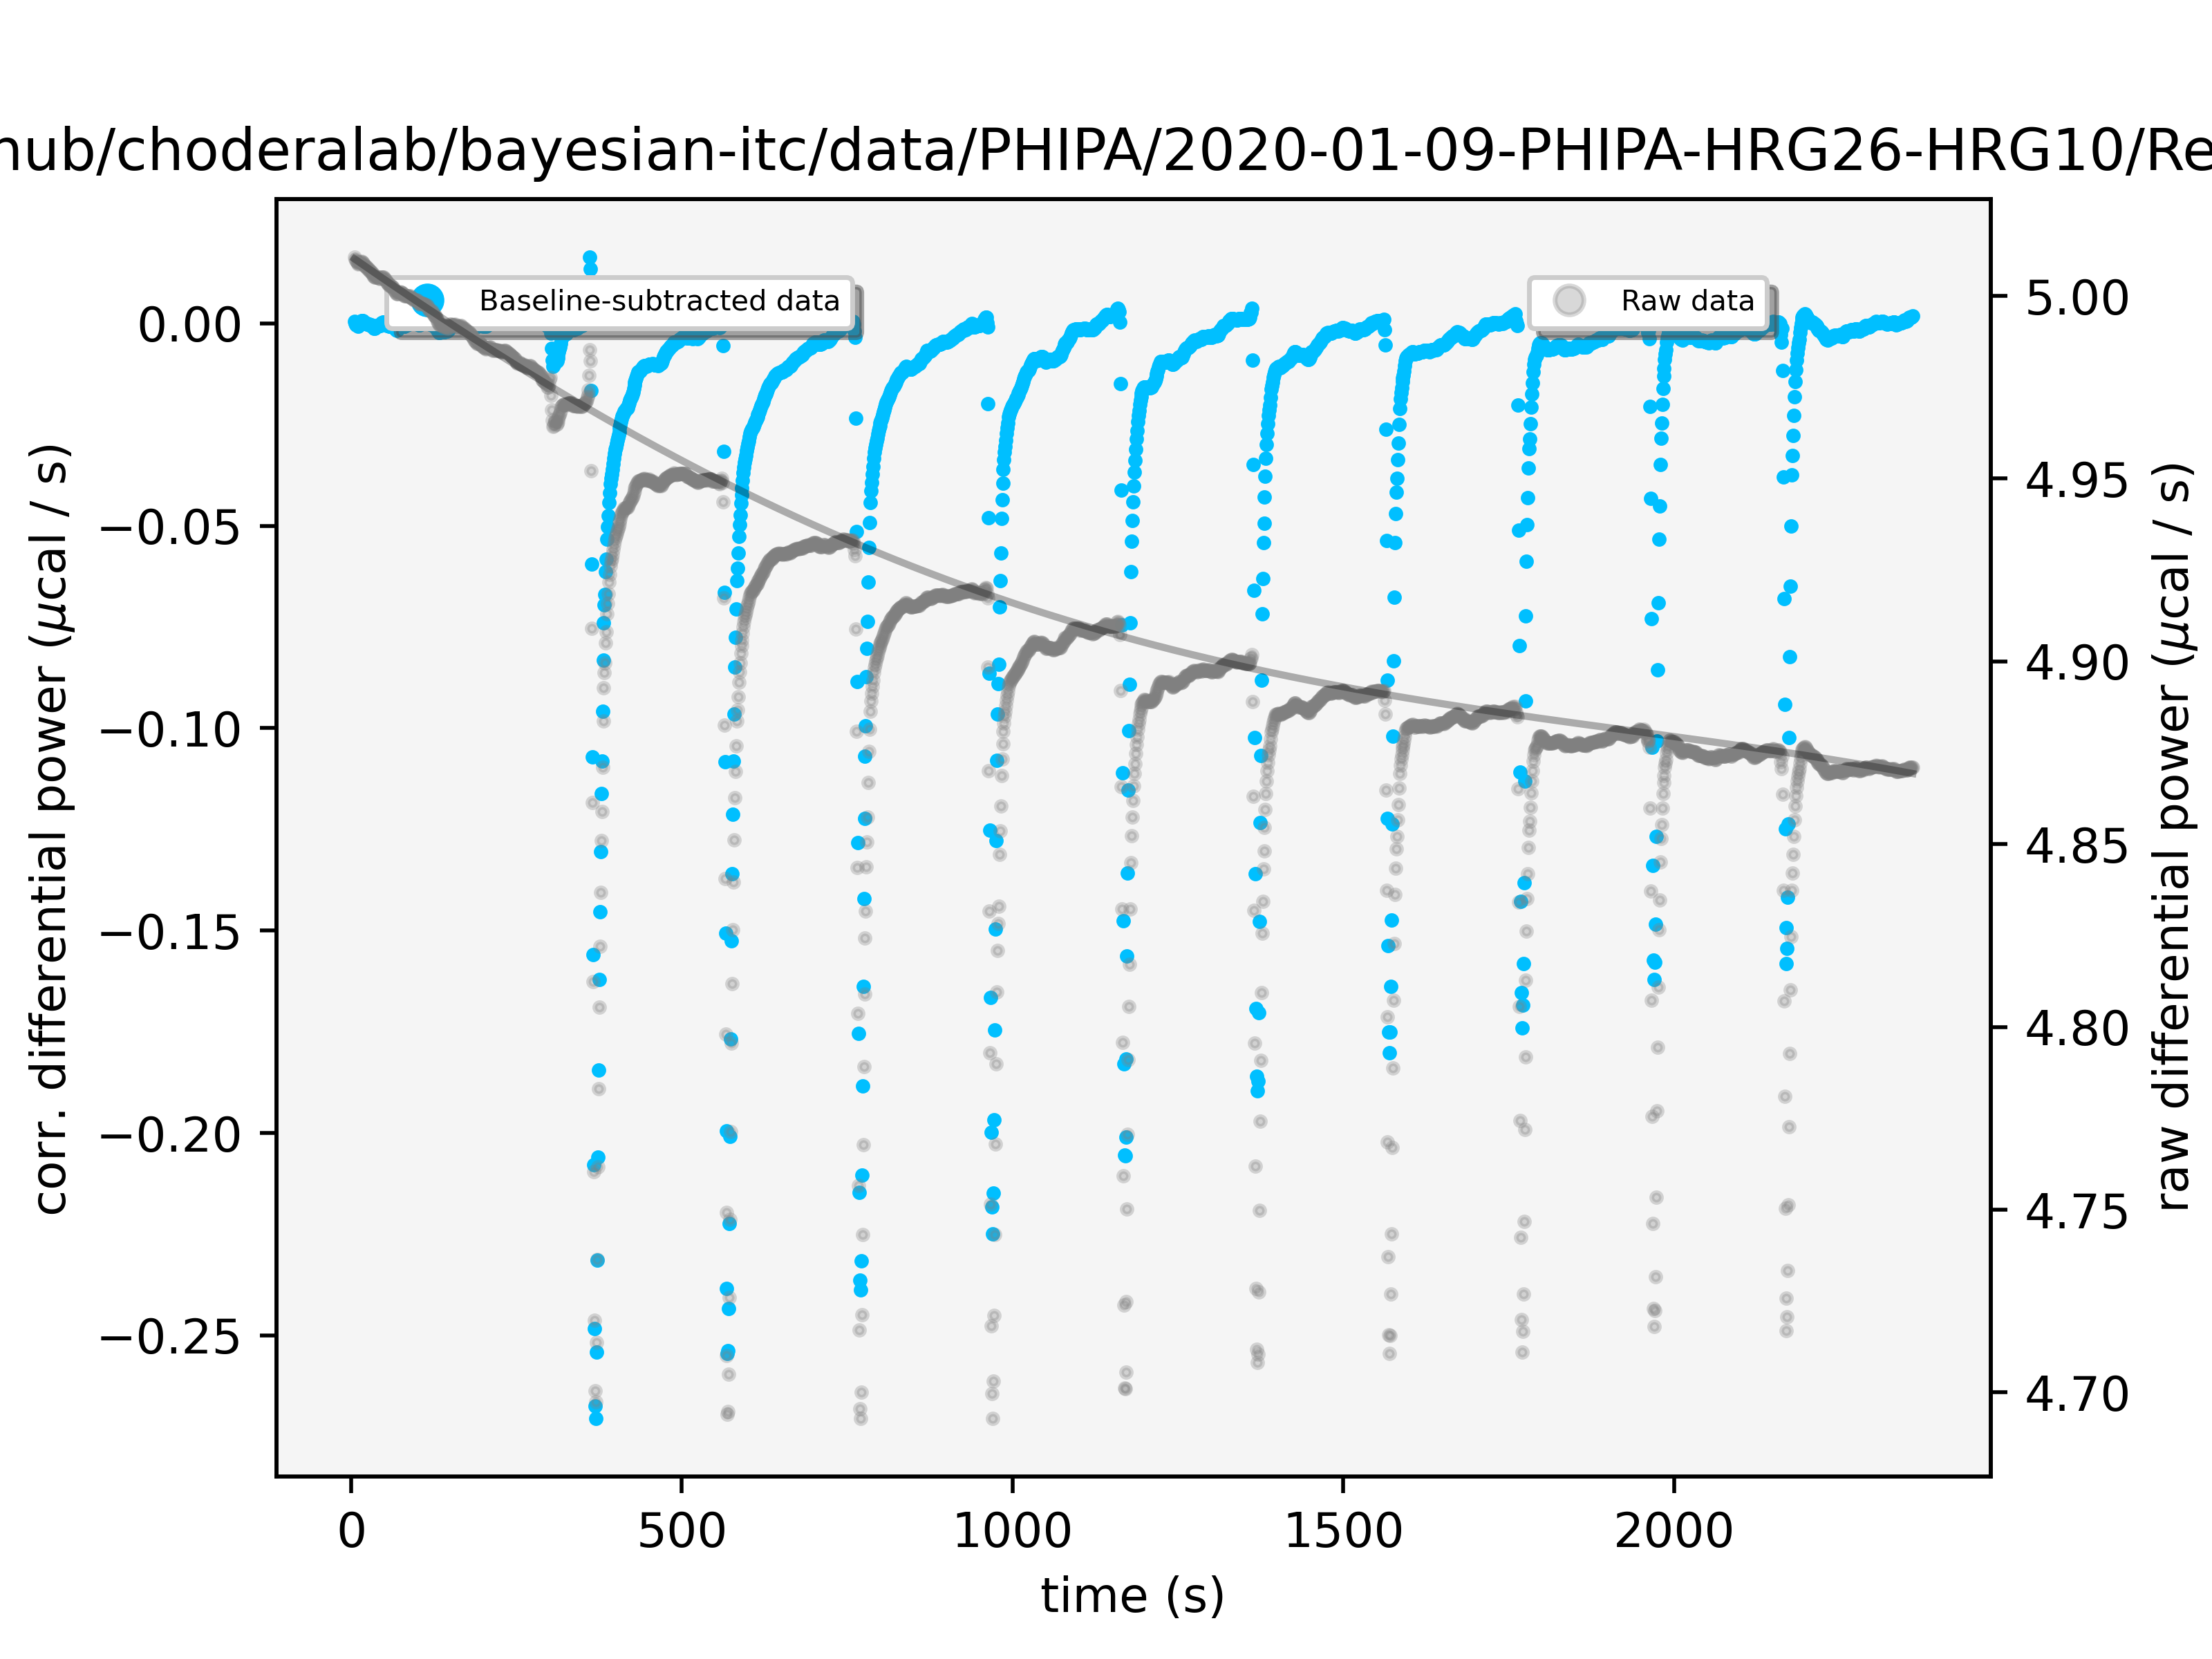 hub/choderalab/bayesian-itc/data/PHIPA/2020-01-09-PHIPA-HRG26-HRG10/Re
Baseline-subtracted data
Raw data
0.00
−0.05
−0.10
−0.15
−0.20
−0.25
corr. differential power (μcal / s)
5.00
4.95
4.90
4.85
4.80
4.75
4.70
raw differential power (μcal / s)
0 500 1000 1500 2000
time (s)